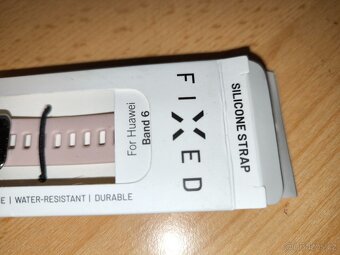 SILICONE STRAP
FIXED
For Huawei
Band 6
| WATER-RESISTANT | DURABLE